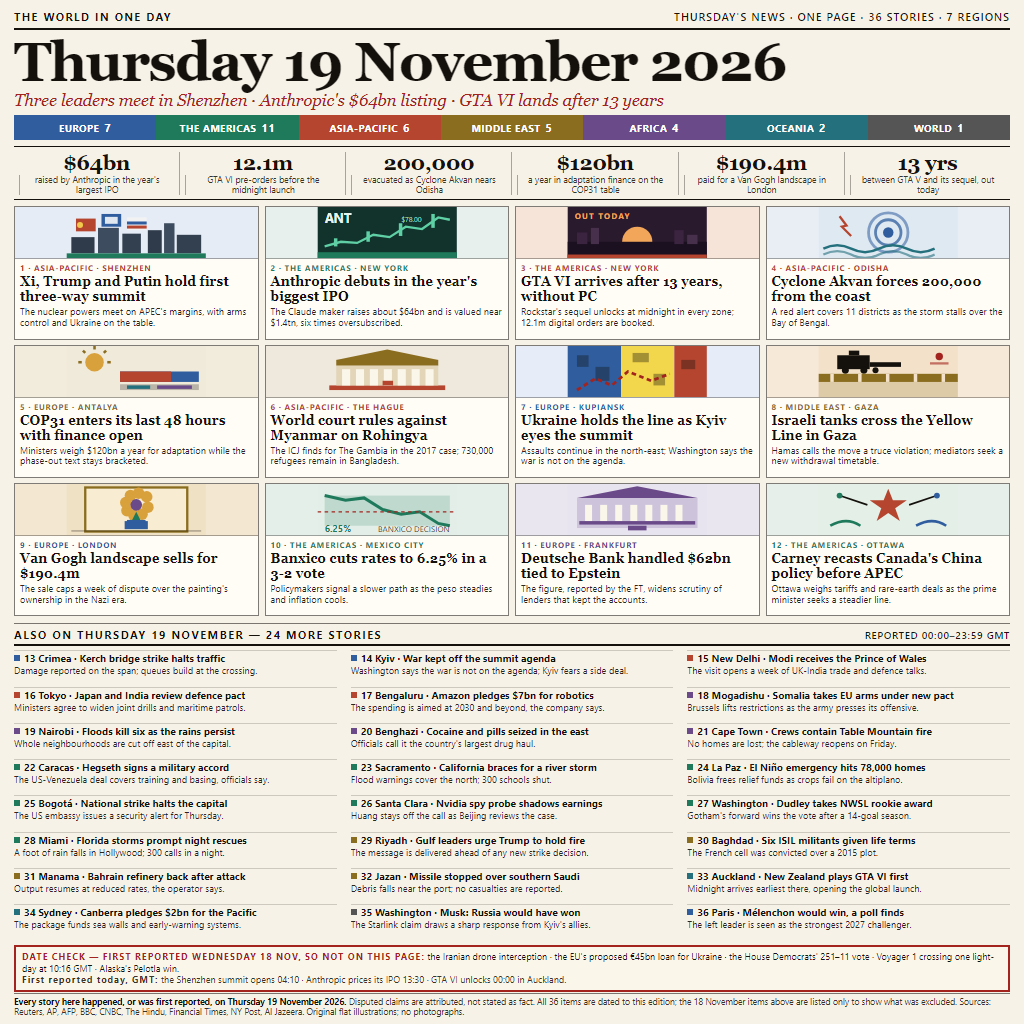 THE WORLD IN ONE DAY
THURSDAY'S NEWS · ONE PAGE · 36 STORIES · 7 REGIONS
Thursday 19 November 2026
Three leaders meet in Shenzhen · Anthropic's $64bn listing · GTA VI lands after 13 years
EUROPE 7
THE AMERICAS 11
ASIA-PACIFIC 6
MIDDLE EAST 5
AFRICA 4
OCEANIA 2
WORLD 1
$64bn
raised by Anthropic in the year's
largest IPO
12.1m
GTA VI pre-orders before the
midnight launch
200,000
evacuated as Cyclone Akvan nears
Odisha
$120bn
a year in adaptation finance on the
COP31 table
$190.4m
paid for a Van Gogh landscape in
London
13 yrs
between GTA V and its sequel, out
today
1 · ASIA-PACIFIC · SHENZHEN
Xi, Trump and Putin hold first
three-way summit
The nuclear powers meet on APEC's margins, with arms
control and Ukraine on the table.
ANT
$78.00
2 · THE AMERICAS · NEW YORK
Anthropic debuts in the year's
biggest IPO
The Claude maker raises about $64bn and is valued near
$1.4tn, six times oversubscribed.
OUT TODAY
3 · THE AMERICAS · NEW YORK
GTA VI arrives after 13 years,
without PC
Rockstar's sequel unlocks at midnight in every zone;
12.1m digital orders are booked.
4 · ASIA-PACIFIC · ODISHA
Cyclone Akvan forces 200,000
from the coast
A red alert covers 11 districts as the storm stalls over the
Bay of Bengal.
5 · EUROPE · ANTALYA
COP31 enters its last 48 hours
with finance open
Ministers weigh $120bn a year for adaptation while the
phase-out text stays bracketed.
6 · ASIA-PACIFIC · THE HAGUE
World court rules against
Myanmar on Rohingya
The ICJ finds for The Gambia in the 2017 case; 730,000
refugees remain in Bangladesh.
7 · EUROPE · KUPIANSK
Ukraine holds the line as Kyiv
eyes the summit
Assaults continue in the north-east; Washington says the
war is not on the agenda.
8 · MIDDLE EAST · GAZA
Israeli tanks cross the Yellow
Line in Gaza
Hamas calls the move a truce violation; mediators seek a
new withdrawal timetable.
9 · EUROPE · LONDON
Van Gogh landscape sells for
$190.4m
The sale caps a week of dispute over the painting's
ownership in the Nazi era.
6.25%
BANXICO DECISION
10 · THE AMERICAS · MEXICO CITY
Banxico cuts rates to 6.25% in a
3-2 vote
Policymakers signal a slower path as the peso steadies
and inflation cools.
11 · EUROPE · FRANKFURT
Deutsche Bank handled $62bn
tied to Epstein
The figure, reported by the FT, widens scrutiny of
lenders that kept the accounts.
12 · THE AMERICAS · OTTAWA
Carney recasts Canada's China
policy before APEC
Ottawa weighs tariffs and rare-earth deals as the prime
minister seeks a steadier line.
ALSO ON THURSDAY 19 NOVEMBER — 24 MORE STORIES
REPORTED 00:00–23:59 GMT
13 Crimea · Kerch bridge strike halts traffic
Damage reported on the span; queues build at the crossing.
14 Kyiv · War kept off the summit agenda
Washington says the war is not on the agenda; Kyiv fears a side deal.
15 New Delhi · Modi receives the Prince of Wales
The visit opens a week of UK-India trade and defence talks.
16 Tokyo · Japan and India review defence pact
Ministers agree to widen joint drills and maritime patrols.
17 Bengaluru · Amazon pledges $7bn for robotics
The spending is aimed at 2030 and beyond, the company says.
18 Mogadishu · Somalia takes EU arms under new pact
Brussels lifts restrictions as the army presses its offensive.
19 Nairobi · Floods kill six as the rains persist
Whole neighbourhoods are cut off east of the capital.
20 Benghazi · Cocaine and pills seized in the east
Officials call it the country's largest drug haul.
21 Cape Town · Crews contain Table Mountain fire
No homes are lost; the cableway reopens on Friday.
22 Caracas · Hegseth signs a military accord
The US-Venezuela deal covers training and basing, officials say.
23 Sacramento · California braces for a river storm
Flood warnings cover the north; 300 schools shut.
24 La Paz · El Niño emergency hits 78,000 homes
Bolivia frees relief funds as crops fail on the altiplano.
25 Bogotá · National strike halts the capital
The US embassy issues a security alert for Thursday.
26 Santa Clara · Nvidia spy probe shadows earnings
Huang stays off the call as Beijing reviews the case.
27 Washington · Dudley takes NWSL rookie award
Gotham's forward wins the vote after a 14-goal season.
28 Miami · Florida storms prompt night rescues
A foot of rain falls in Hollywood; 300 calls in a night.
29 Riyadh · Gulf leaders urge Trump to hold fire
The message is delivered ahead of any new strike decision.
30 Baghdad · Six ISIL militants given life terms
The French cell was convicted over a 2015 plot.
31 Manama · Bahrain refinery back after attack
Output resumes at reduced rates, the operator says.
32 Jazan · Missile stopped over southern Saudi
Debris falls near the port; no casualties are reported.
33 Auckland · New Zealand plays GTA VI first
Midnight arrives earliest there, opening the global launch.
34 Sydney · Canberra pledges $2bn for the Pacific
The package funds sea walls and early-warning systems.
35 Washington · Musk: Russia would have won
The Starlink claim draws a sharp response from Kyiv's allies.
36 Paris · Mélenchon would win, a poll finds
The left leader is seen as the strongest 2027 challenger.
DATE CHECK — FIRST REPORTED WEDNESDAY 18 NOV, SO NOT ON THIS PAGE: the Iranian drone interception · the EU's proposed €45bn loan for Ukraine · the House Democrats' 251–11 vote · Voyager 1 crossing one light-
day at 10:16 GMT · Alaska's Pelotla win.
First reported today, GMT: the Shenzhen summit opens 04:10 · Anthropic prices its IPO 13:30 · GTA VI unlocks 00:00 in Auckland.
Every story here happened, or was first reported, on Thursday 19 November 2026. Disputed claims are attributed, not stated as fact. All 36 items are dated to this edition; the 18 November items above are listed only to show what was excluded. Sources:
Reuters, AP, AFP, BBC, CNBC, The Hindu, Financial Times, NY Post, Al Jazeera. Original flat illustrations; no photographs.